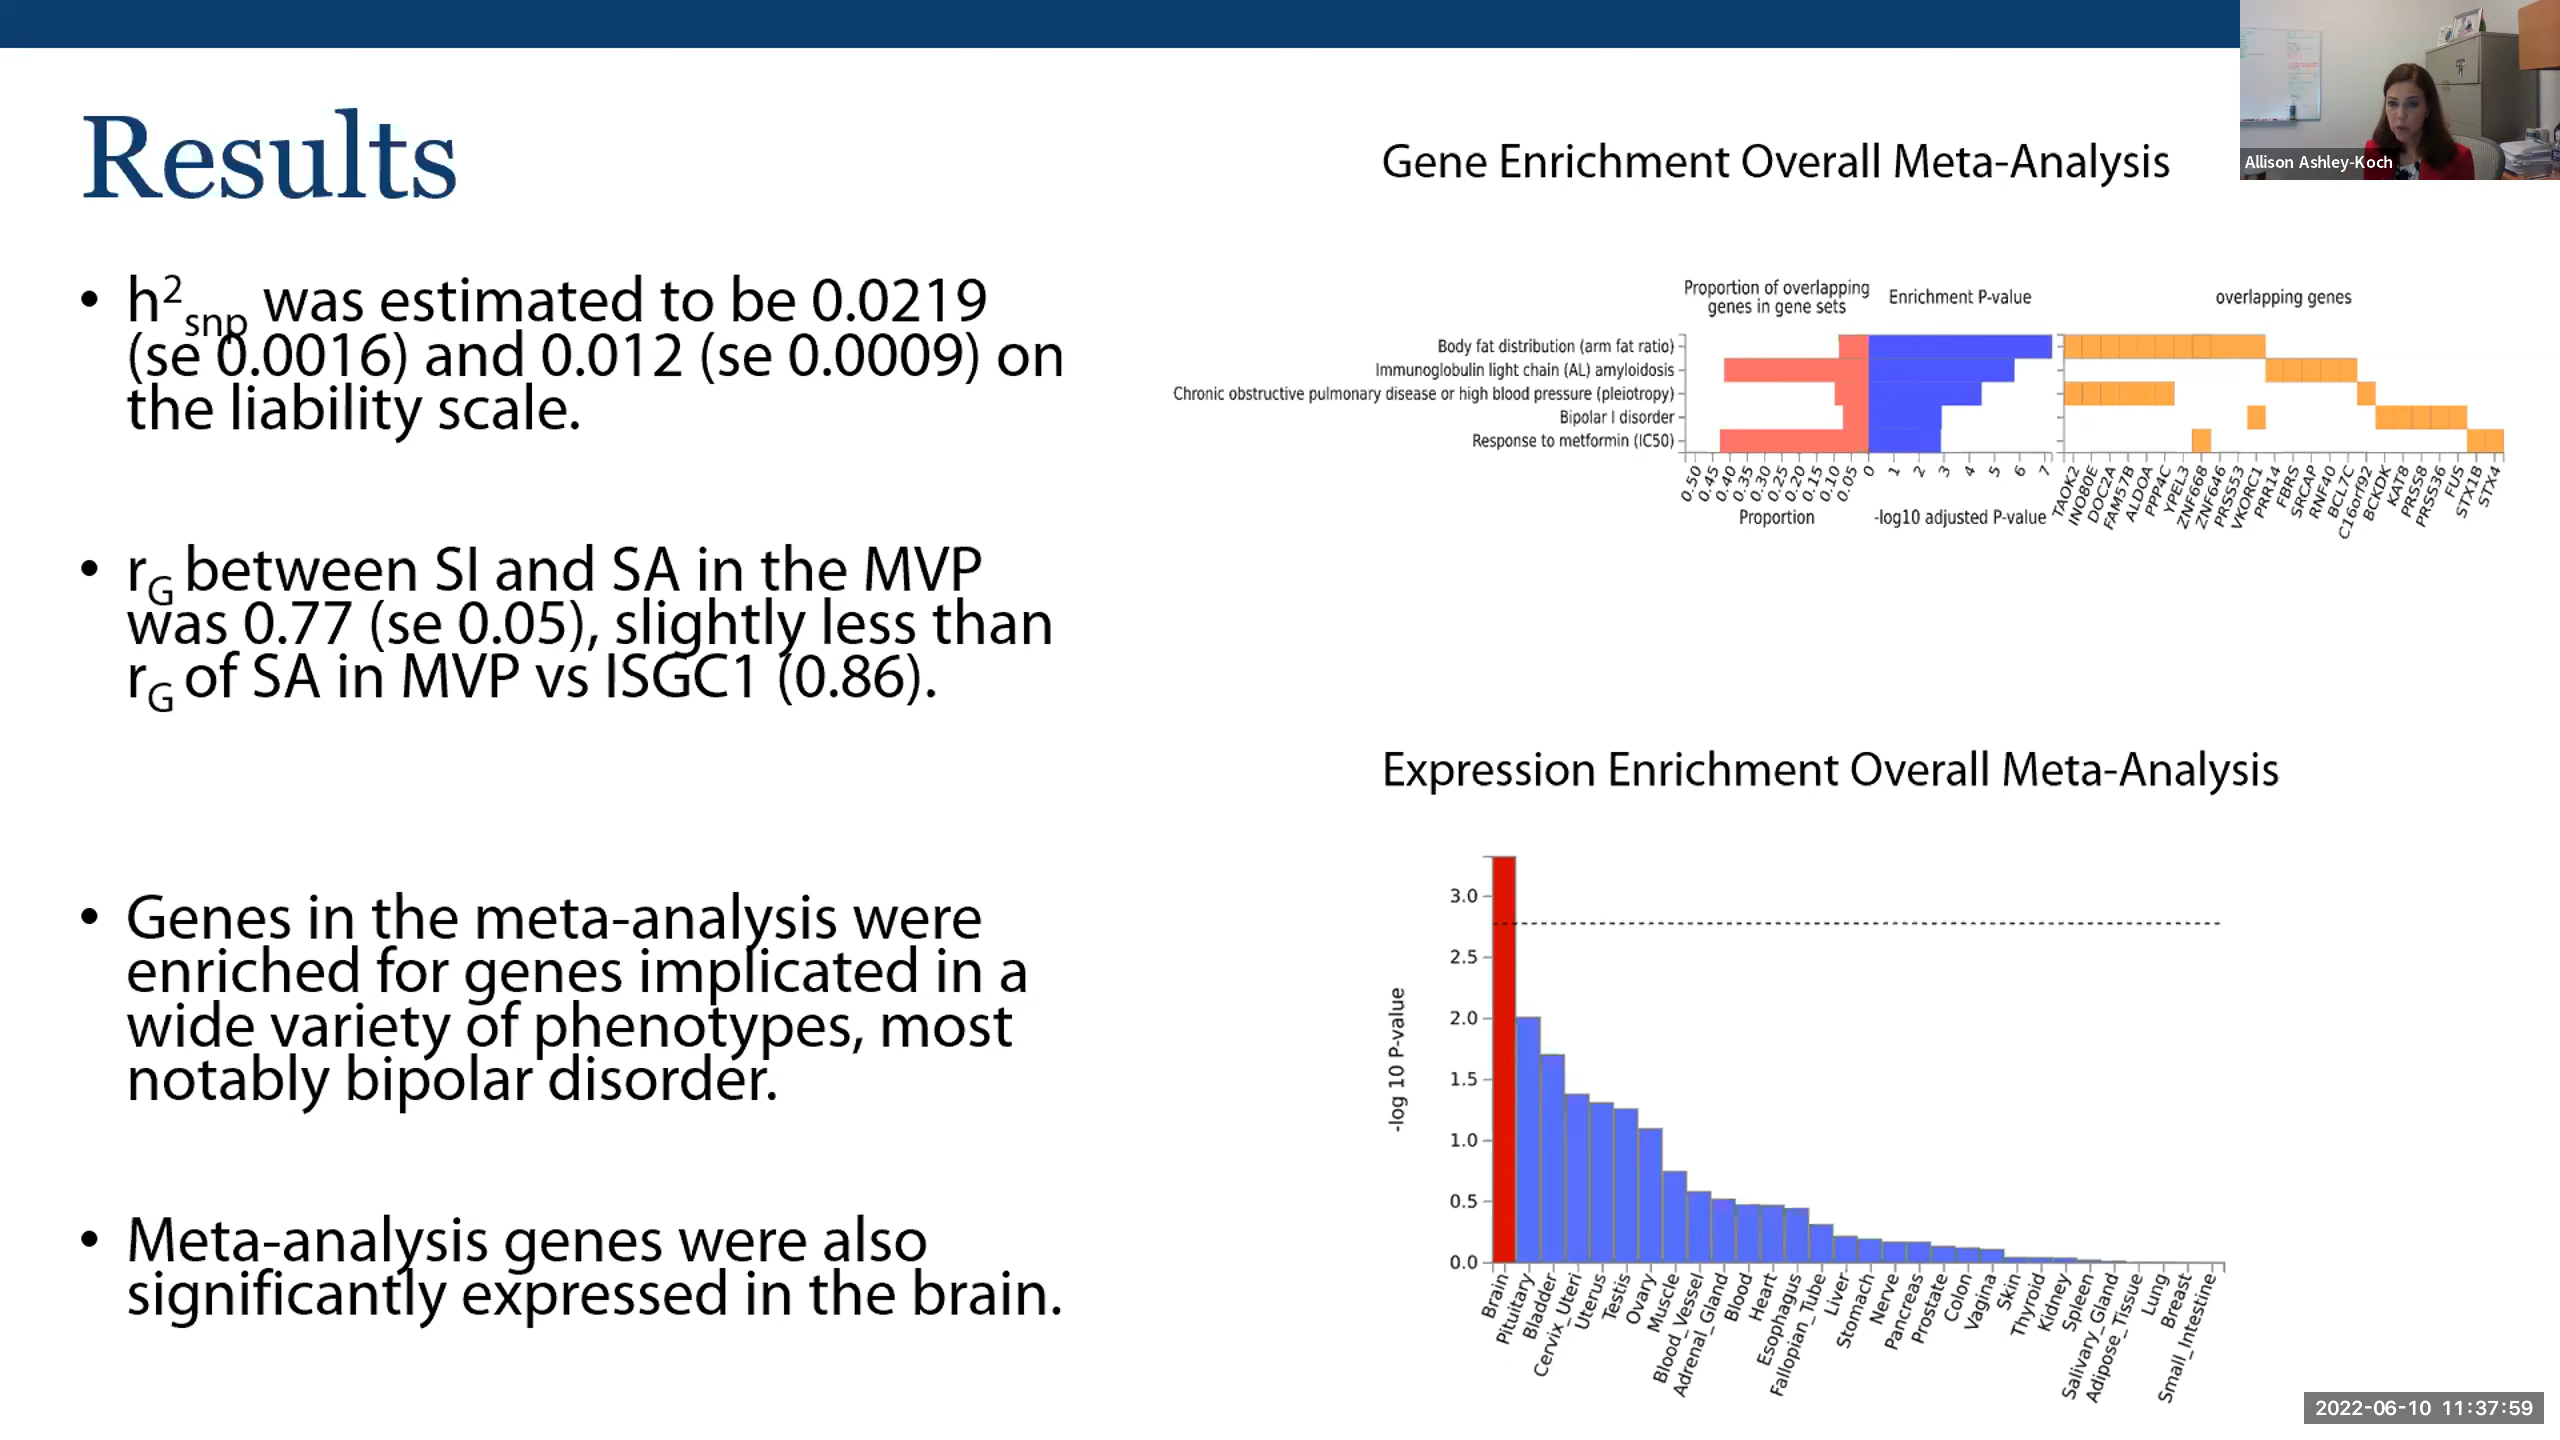 Results
• h²snp was estimated to be 0.0219
(se 0.0016) and 0.012 (se 0.0009) on
the liability scale.
• rG between SI and SA in the MVP
was 0.77 (se 0.05), slightly less than
rG of SA in MVP vs ISGC1 (0.86).
• Genes in the meta-analysis were
enriched for genes implicated in a
wide variety of phenotypes, most
notably bipolar disorder.
• Meta-analysis genes were also
significantly expressed in the brain.
Gene Enrichment Overall Meta-Analysis
Proportion of overlapping
genes in gene sets
Enrichment P-value
overlapping genes
Body fat distribution (arm fat ratio)
Immunoglobulin light chain (AL) amyloidosis
Chronic obstructive pulmonary disease or high blood pressure (pleiotropy)
Bipolar I disorder
Response to metformin (IC50)
0.50 0.45 0.40 0.35 0.30 0.25 0.20 0.15 0.10 0.05 0 1 2 3 4 5 6 7
TAOK2 INO80E DOC2A FAM57B ALDOA PPP4C YPEL3 ZNF668 ZNF646 PRSS53 VKORC1 PRR14 FBRS SRCAP RNF40 BCL7C C16orf92 BCKDK KAT8 PRSS8 PRSS36 FUS STX1B STX4
Proportion
-log10 adjusted P-value
Expression Enrichment Overall Meta-Analysis
-log 10 P-value
3.0
2.5
2.0
1.5
1.0
0.5
0.0
Brain Pituitary Bladder Cervix_Uteri Uterus Testis Ovary Muscle Blood_Vessel Adrenal_Gland Blood Heart Esophagus Fallopian_Tube Liver Stomach Nerve Pancreas Prostate Colon Vagina Skin Thyroid Kidney Spleen Salivary_Gland Adipose_Tissue Lung Breast Small_Intestine
Allison Ashley-Koch
2022-06-10 11:37:59